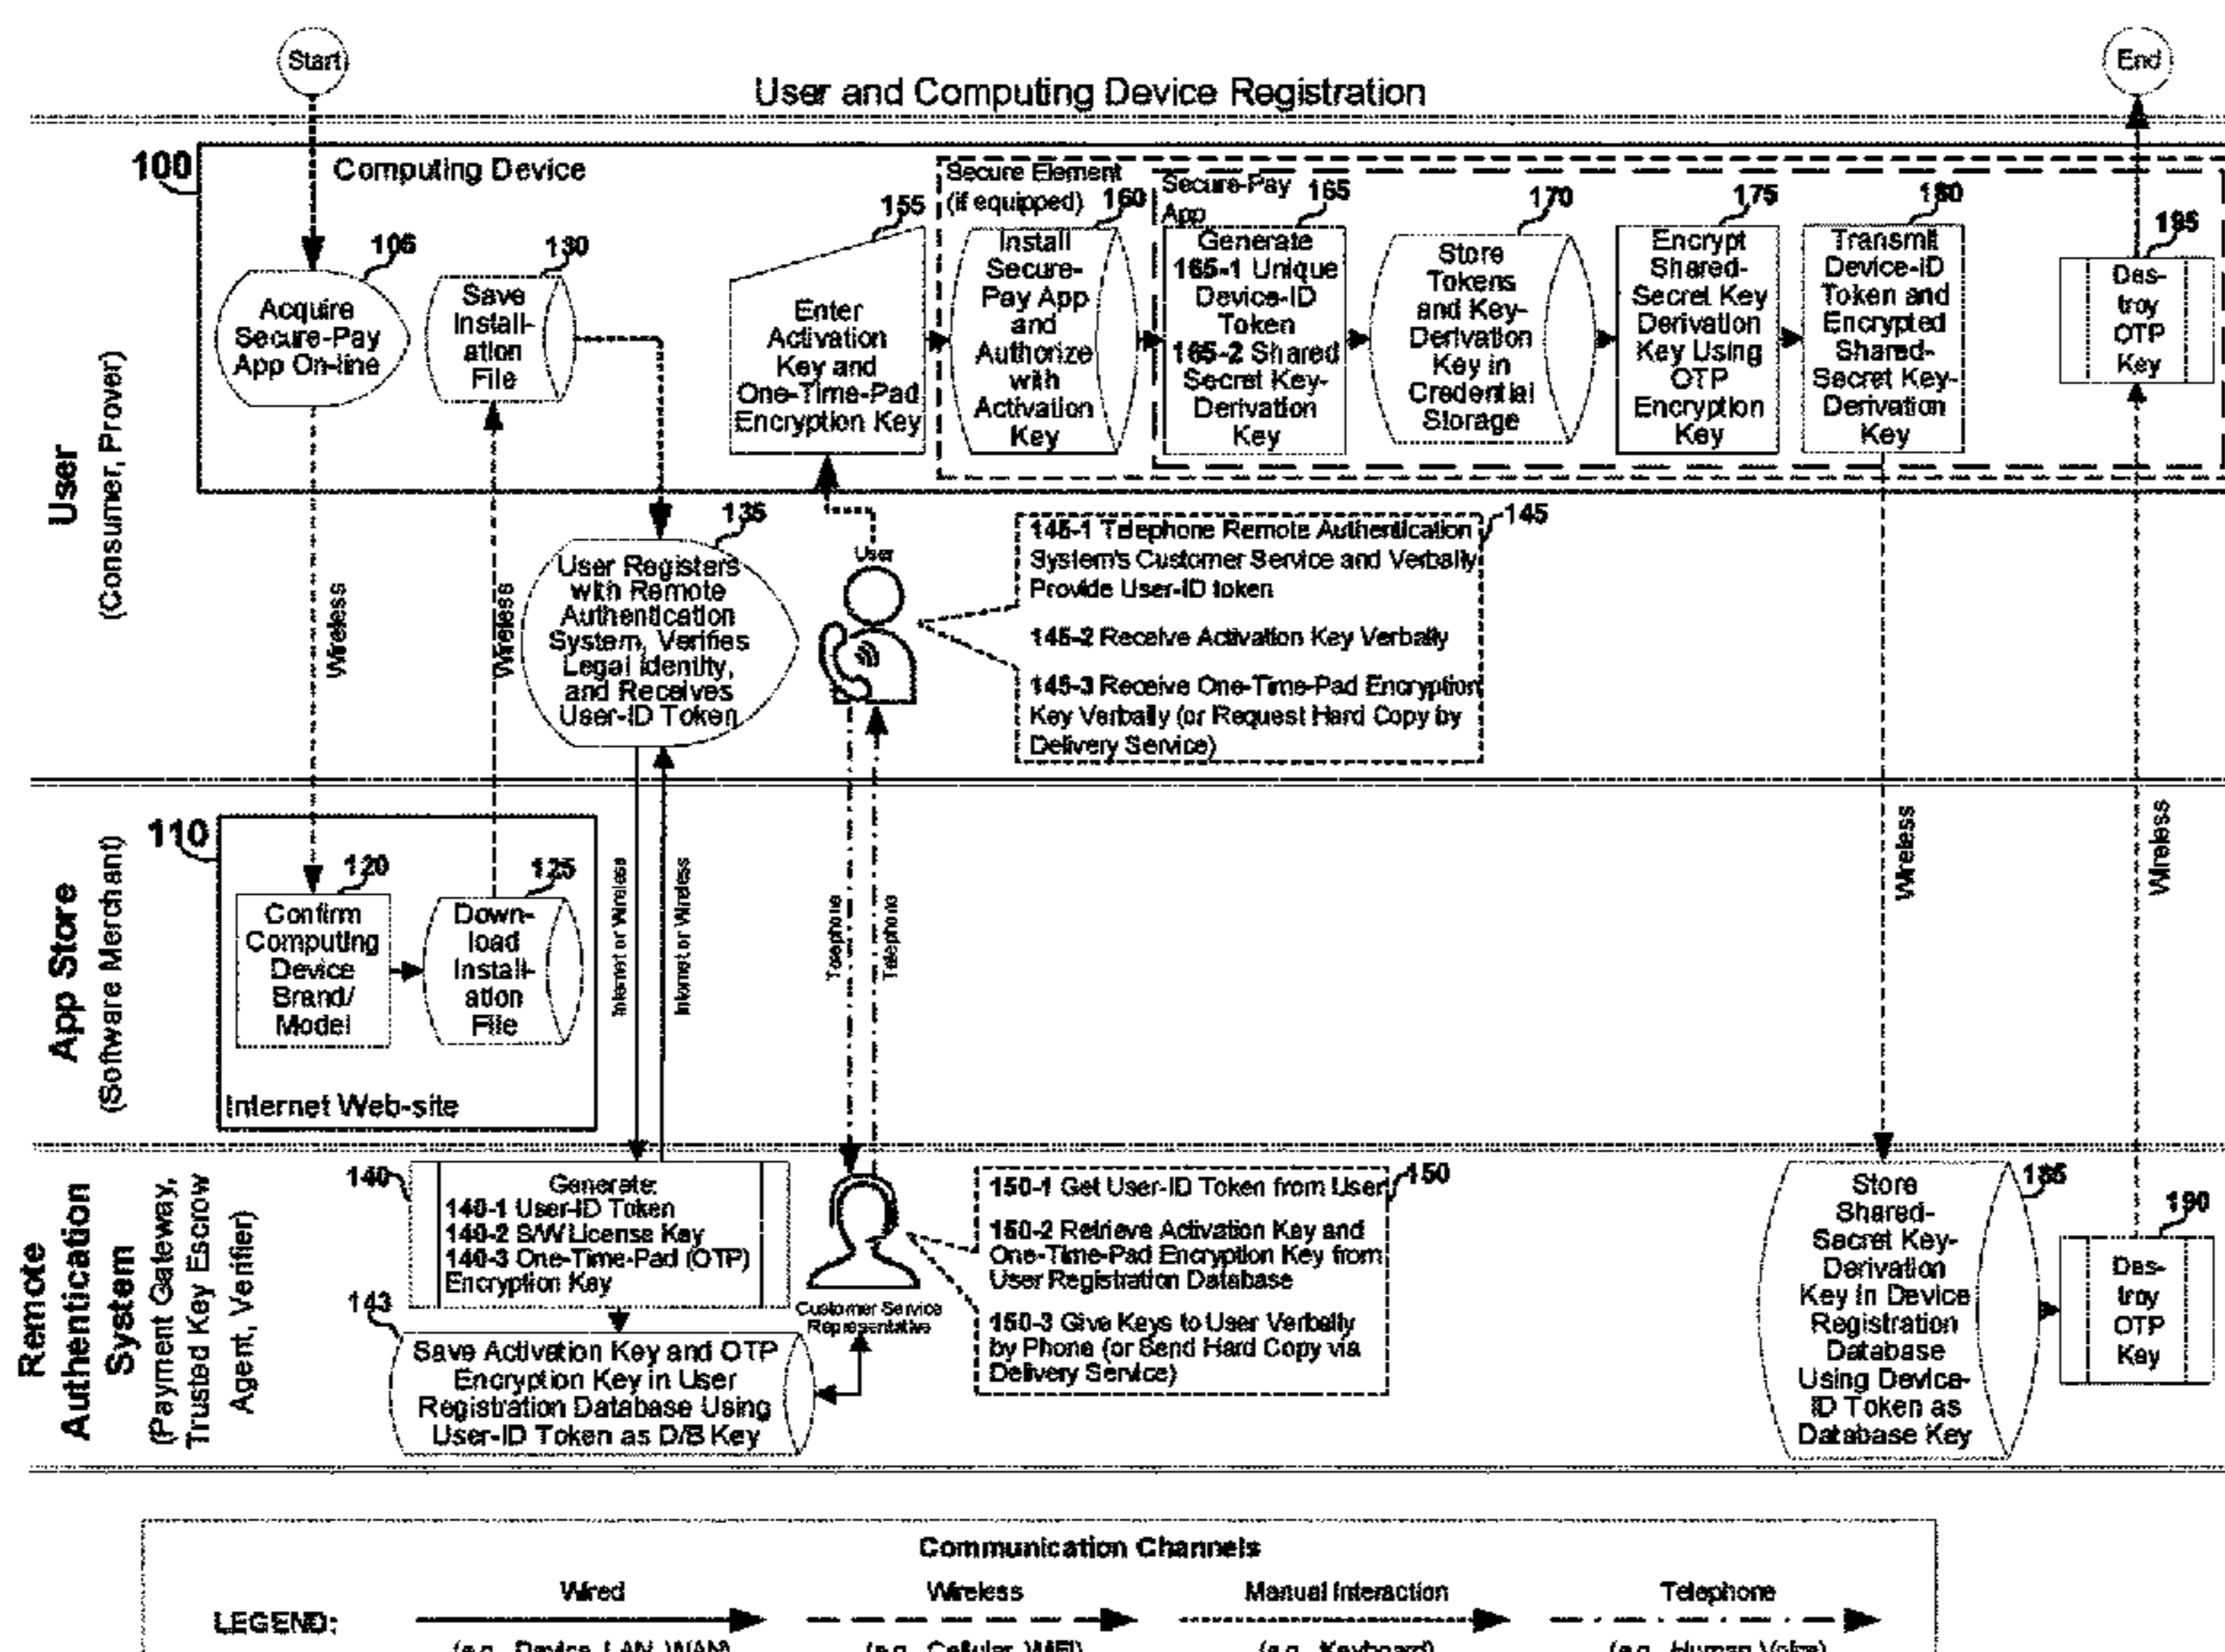 Start
End
User and Computing Device Registration
100
Computing Device
Secure Element
(if equipped)
Secure-Pay
App
106
Acquire
Secure-Pay
App On-line
130
Save
Install-
ation
File
155
Enter
Activation
Key and
One-Time-Pad
Encryption Key
160
Install
Secure-
Pay App
and
Authorize
with
Activation
Key
165
Generate
165-1 Unique
Device-ID
Token
165-2 Shared
Secret Key-
Derivation
Key
170
Store
Tokens
and Key-
Derivation
Key in
Credential
Storage
175
Encrypt
Shared-
Secret Key
Derivation
Key Using
OTP
Encryption
Key
180
Transmit
Device-ID
Token and
Encrypted
Shared-
Secret Key-
Derivation
Key
195
Des-
troy
OTP
Key
User
(Consumer, Prover)
Wireless
Wireless
135
User Registers
with Remote
Authentication
System, Verifies
Legal Identity,
and Receives
User-ID Token
User
145
145-1 Telephone Remote Authentication
System's Customer Service and Verbally
Provide User-ID token
145-2 Receive Activation Key Verbally
145-3 Receive One-Time-Pad Encryption
Key Verbally (or Request Hard Copy by
Delivery Service)
App Store
(Software Merchant)
110
120
Confirm
Computing
Device
Brand/
Model
125
Down-
load
Install-
ation
File
Internet Web-site
Internet or Wireless
Internet or Wireless
Telephone
Telephone
Wireless
Wireless
Remote
Authentication
System
(Payment Gateway,
Trusted Key Escrow
Agent, Verifier)
140
Generate:
140-1 User-ID Token
140-2 S/W License Key
140-3 One-Time-Pad (OTP)
Encryption Key
143
Save Activation Key and OTP
Encryption Key in User
Registration Database Using
User-ID Token as D/B Key
Customer Service
Representative
150
150-1 Get User-ID Token from User
150-2 Retrieve Activation Key and
One-Time-Pad Encryption Key from
User Registration Database
150-3 Give Keys to User Verbally
by Phone (or Send Hard Copy via
Delivery Service)
185
Store
Shared-
Secret Key-
Derivation
Key in Device
Registration
Database
Using Device-
ID Token as
Database Key
190
Des-
troy
OTP
Key
Communication Channels
LEGEND:
Wired
Wireless
Manual Interaction
Telephone
(e.g., Device, LAN, WAN)
(e.g., Cellular, WiFi)
(e.g., Keyboard)
(e.g., Human Voice)